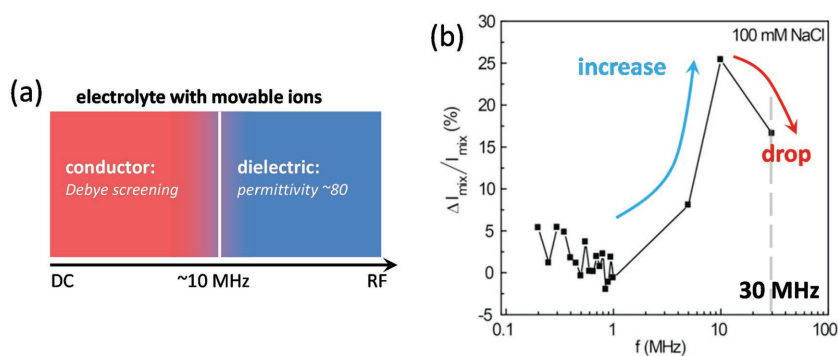 (a)
electrolyte with movable ions
conductor:
Debye screening
dielectric:
permittivity ~80
DC
~10 MHz
RF
(b)
30
25
20
15
10
5
0
-5
Δ I_mix / I_mix (%)
100 mM NaCl
increase
drop
30 MHz
0.1
1
10
100
f (MHz)